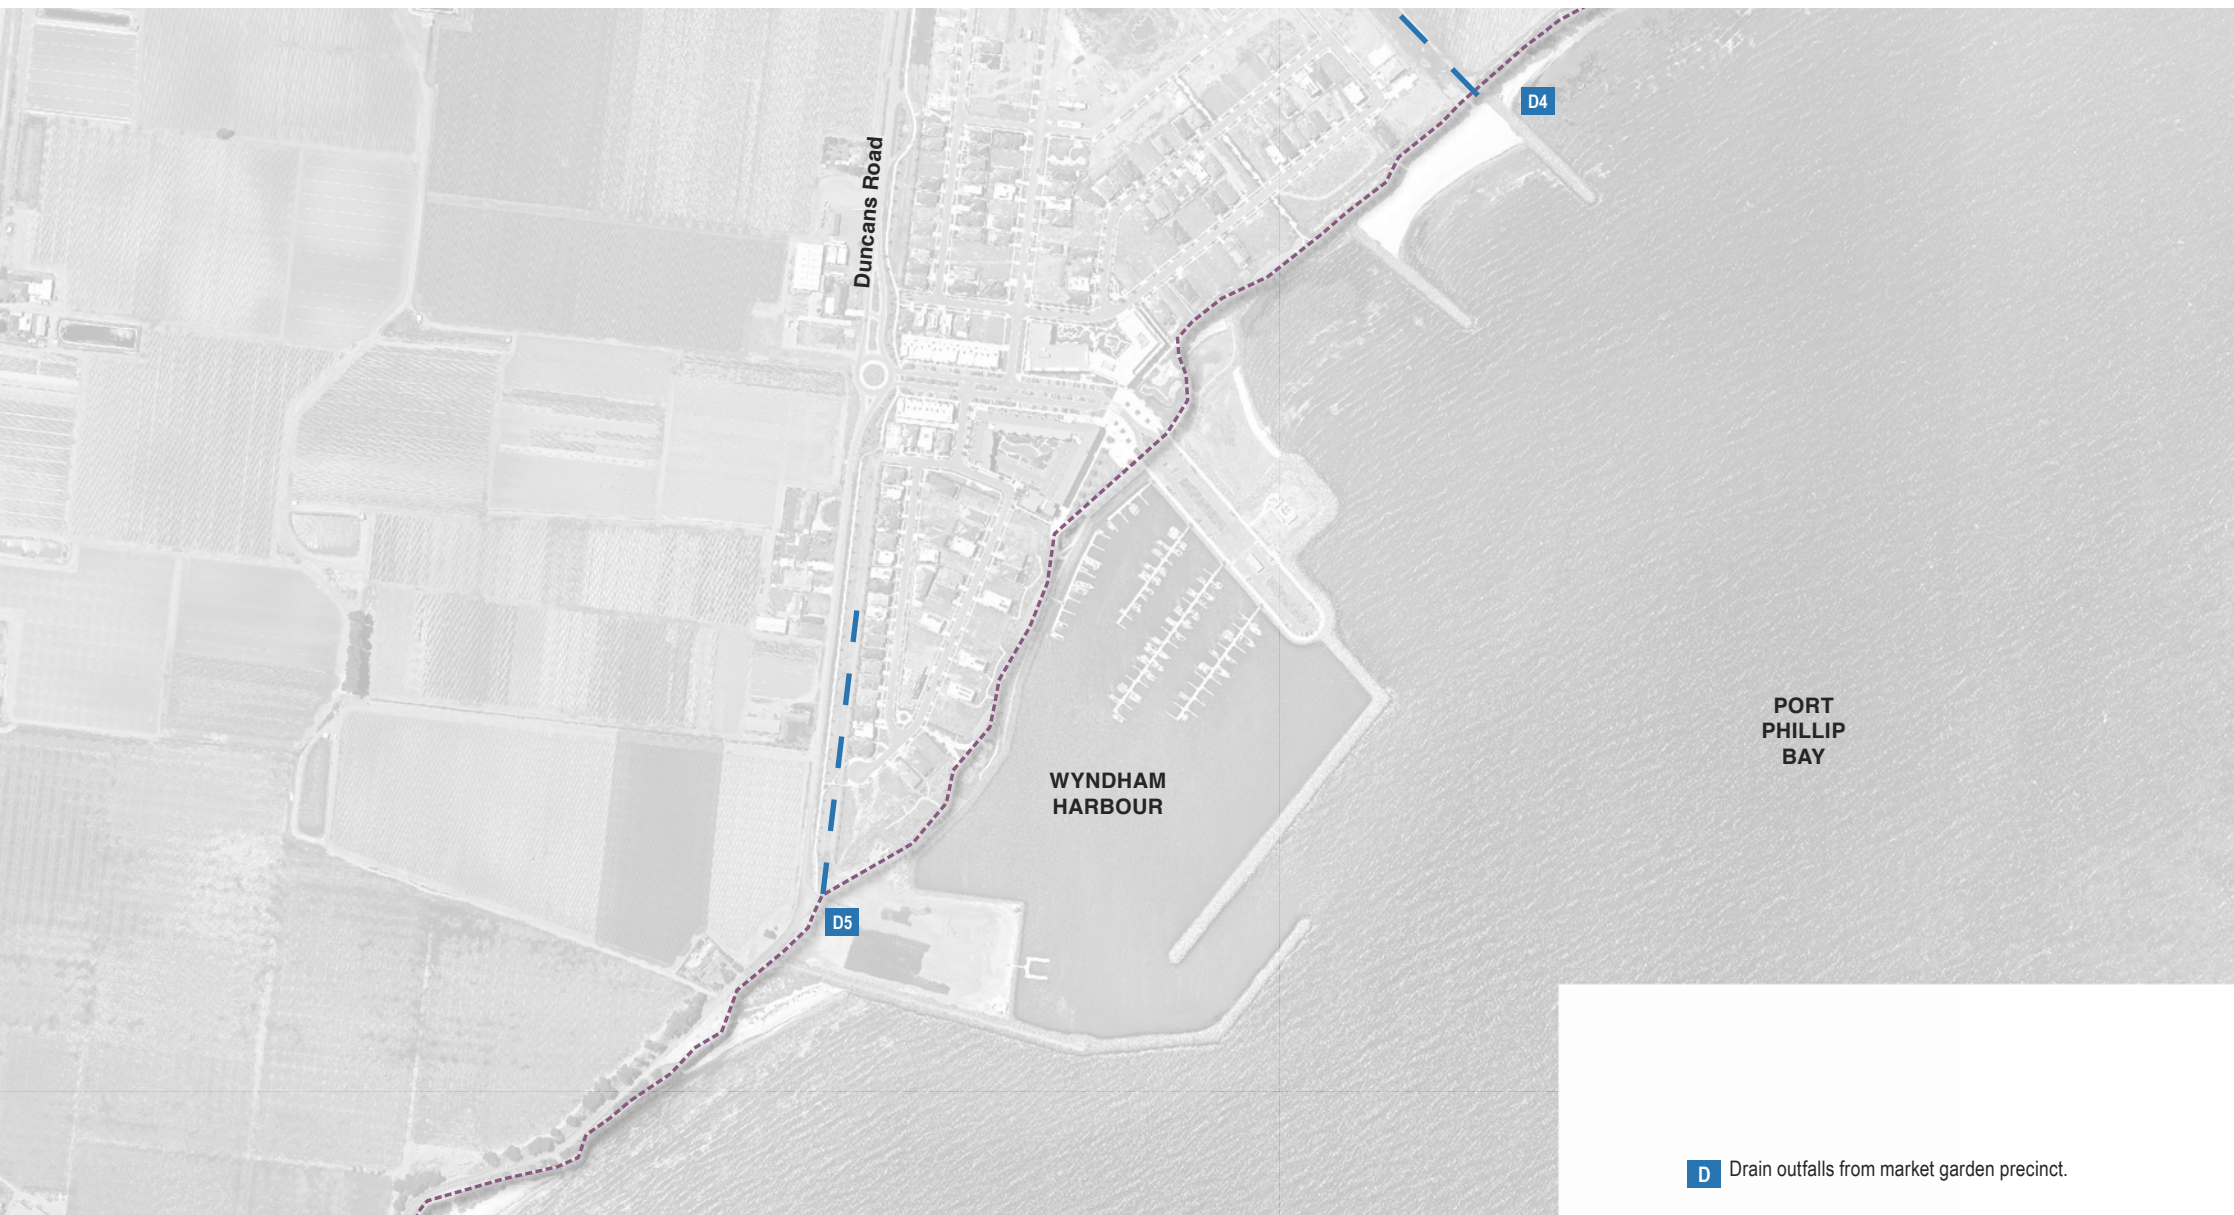 D4
Duncans Road
PORT
PHILLIP
BAY
WYNDHAM
HARBOUR
D5
D Drain outfalls from market garden precinct.